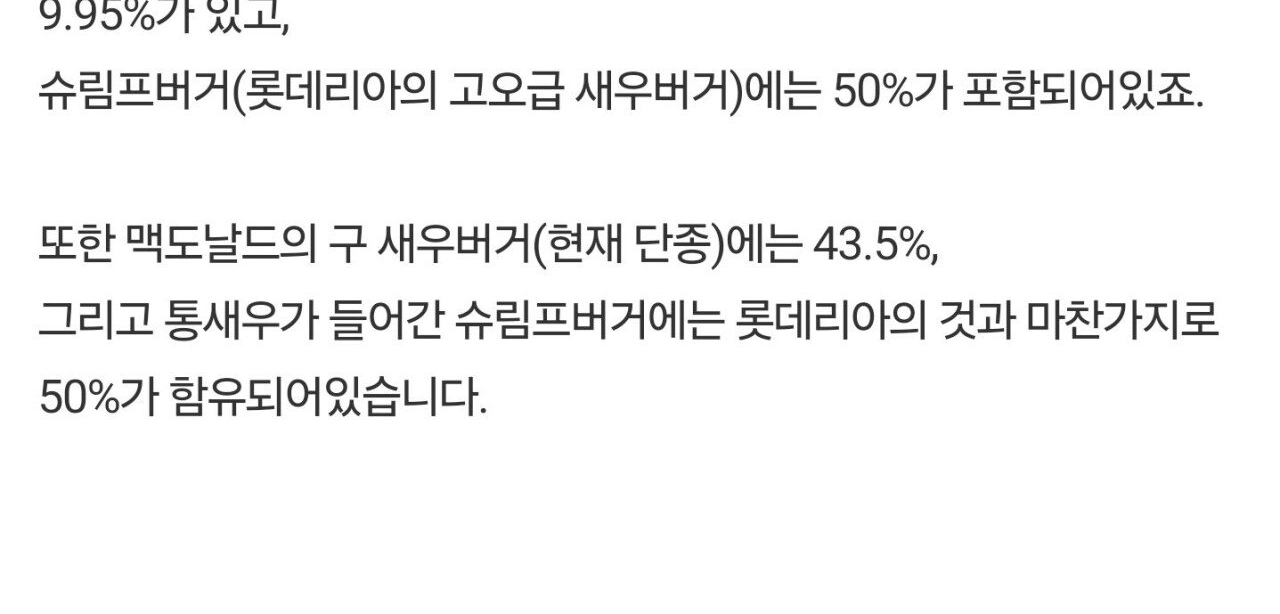 9.95%가 있고,
슈림프버거(롯데리아의 고오급 새우버거)에는 50%가 포함되어있죠.
또한 맥도날드의 구 새우버거(현재 단종)에는 43.5%,
그리고 통새우가 들어간 슈림프버거에는 롯데리아의 것과 마찬가지로
50%가 함유되어있습니다.